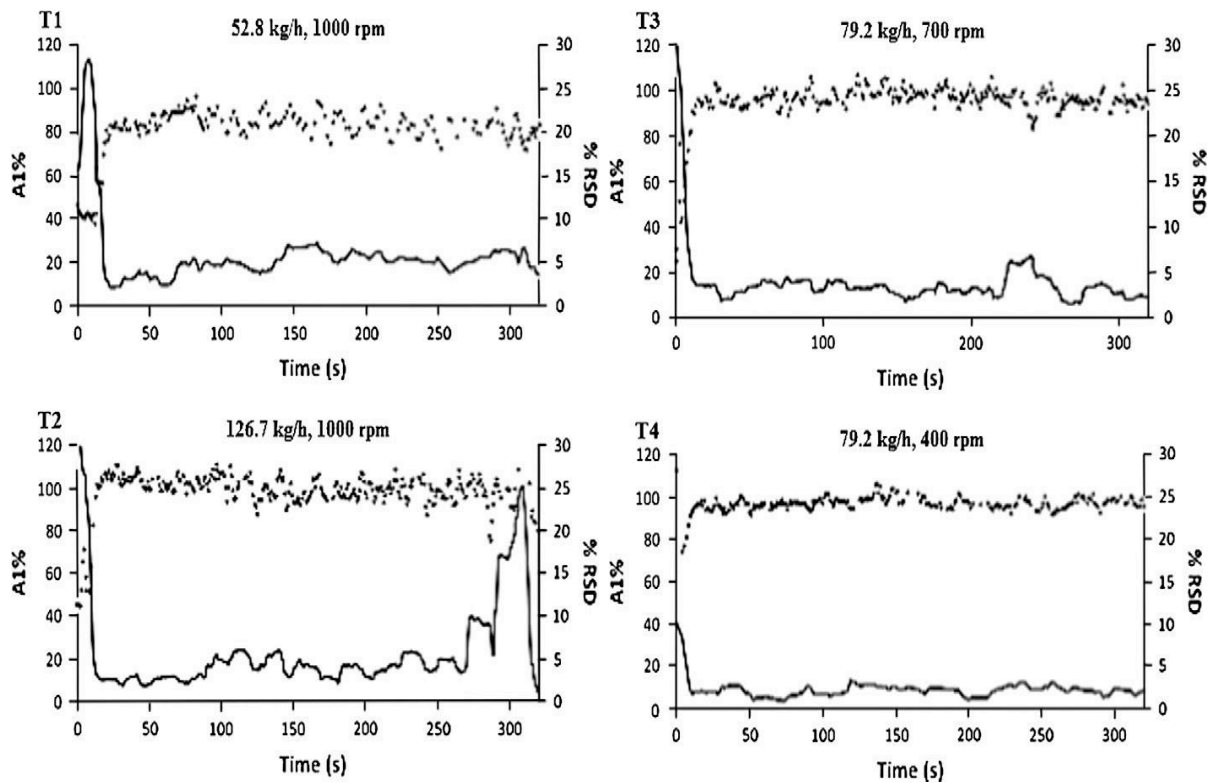 T1
52.8 kg/h, 1000 rpm
120 100 80 60 40 20 0
A1%
30 25 20 15 10 5 0
% RSD
0 50 100 150 200 250 300
Time (s)
T3
79.2 kg/h, 700 rpm
120 100 80 60 40 20 0
A1%
30 25 20 15 10 5 0
% RSD
0 100 200 300
Time (s)
T2
126.7 kg/h, 1000 rpm
120 100 80 60 40 20 0
A1%
30 25 20 15 10 5 0
% RSD
0 50 100 150 200 250 300
Time (s)
T4
79.2 kg/h, 400 rpm
120 100 80 60 40 20 0
A1%
30 25 20 15 10 5 0
% RSD
0 50 100 150 200 250 300
Time (s)